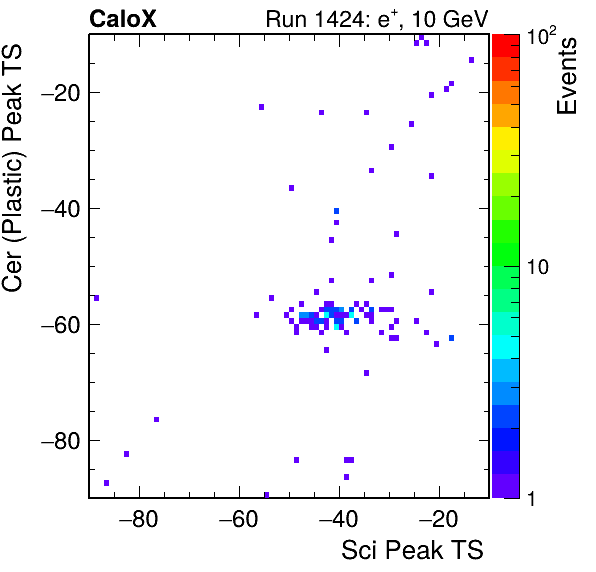 CaloX
Run 1424: e+, 10 GeV
Cer (Plastic) Peak TS
−20
−40
−60
−80
−80
−60
−40
−20
Sci Peak TS
10²
10
1
Events